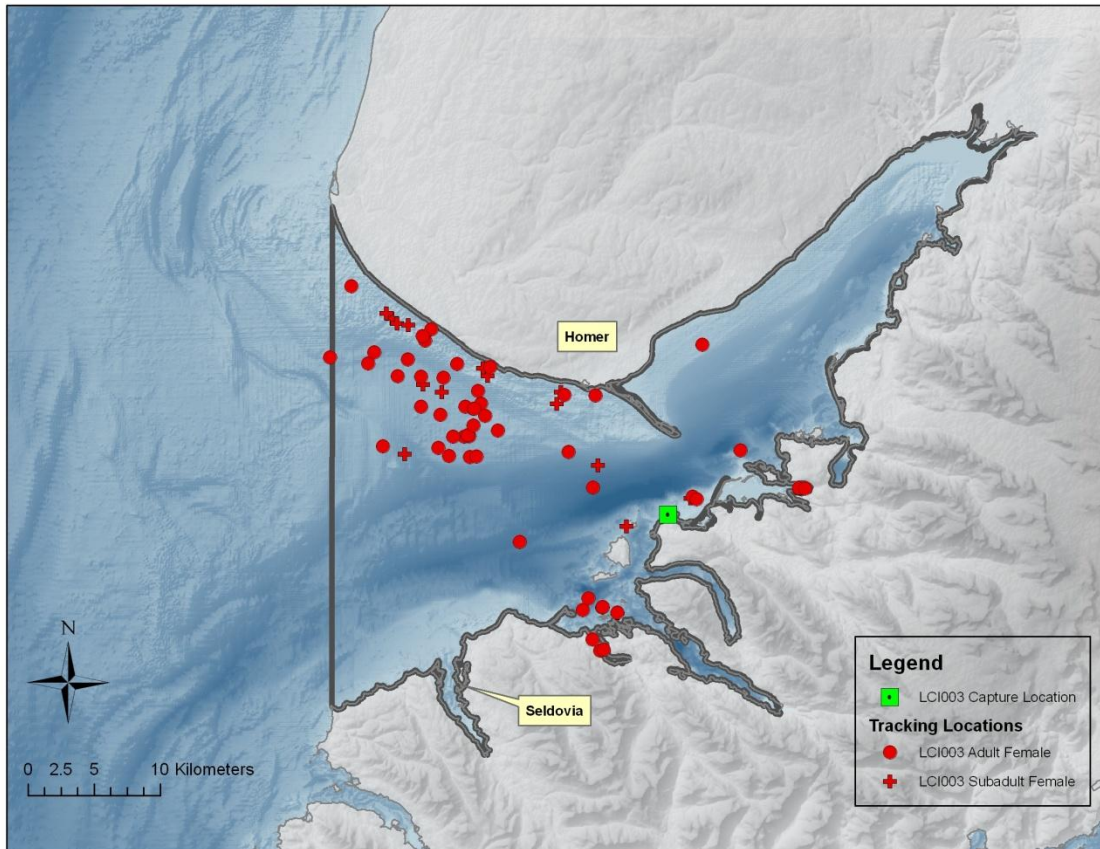 Homer
Seldovia
N
0 2.5 5 10 Kilometers
Legend
LCI003 Capture Location
Tracking Locations
LCI003 Adult Female
LCI003 Subadult Female